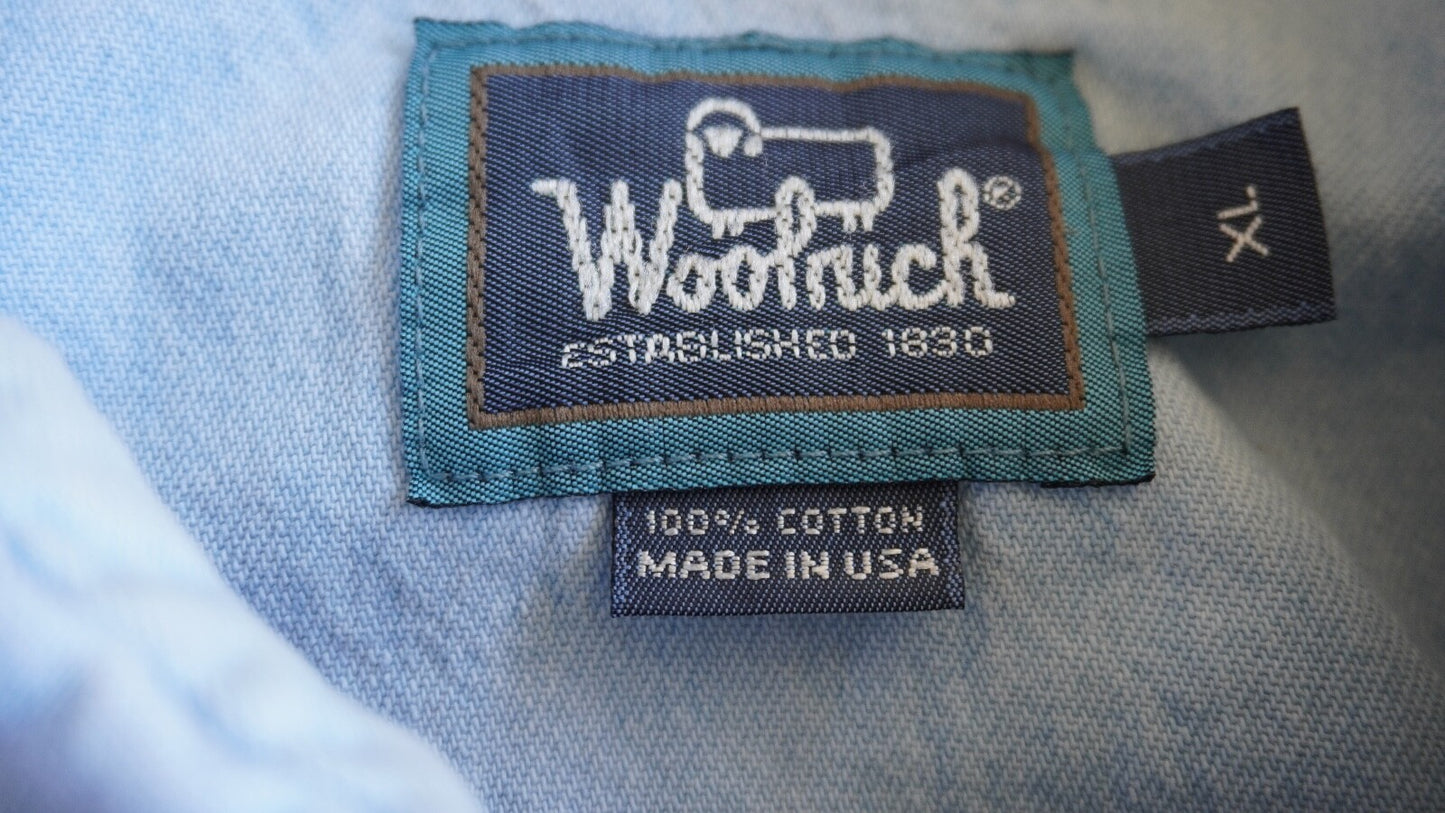 Woolrich®
ESTABLISHED 1830
XL
100% COTTON
MADE IN USA